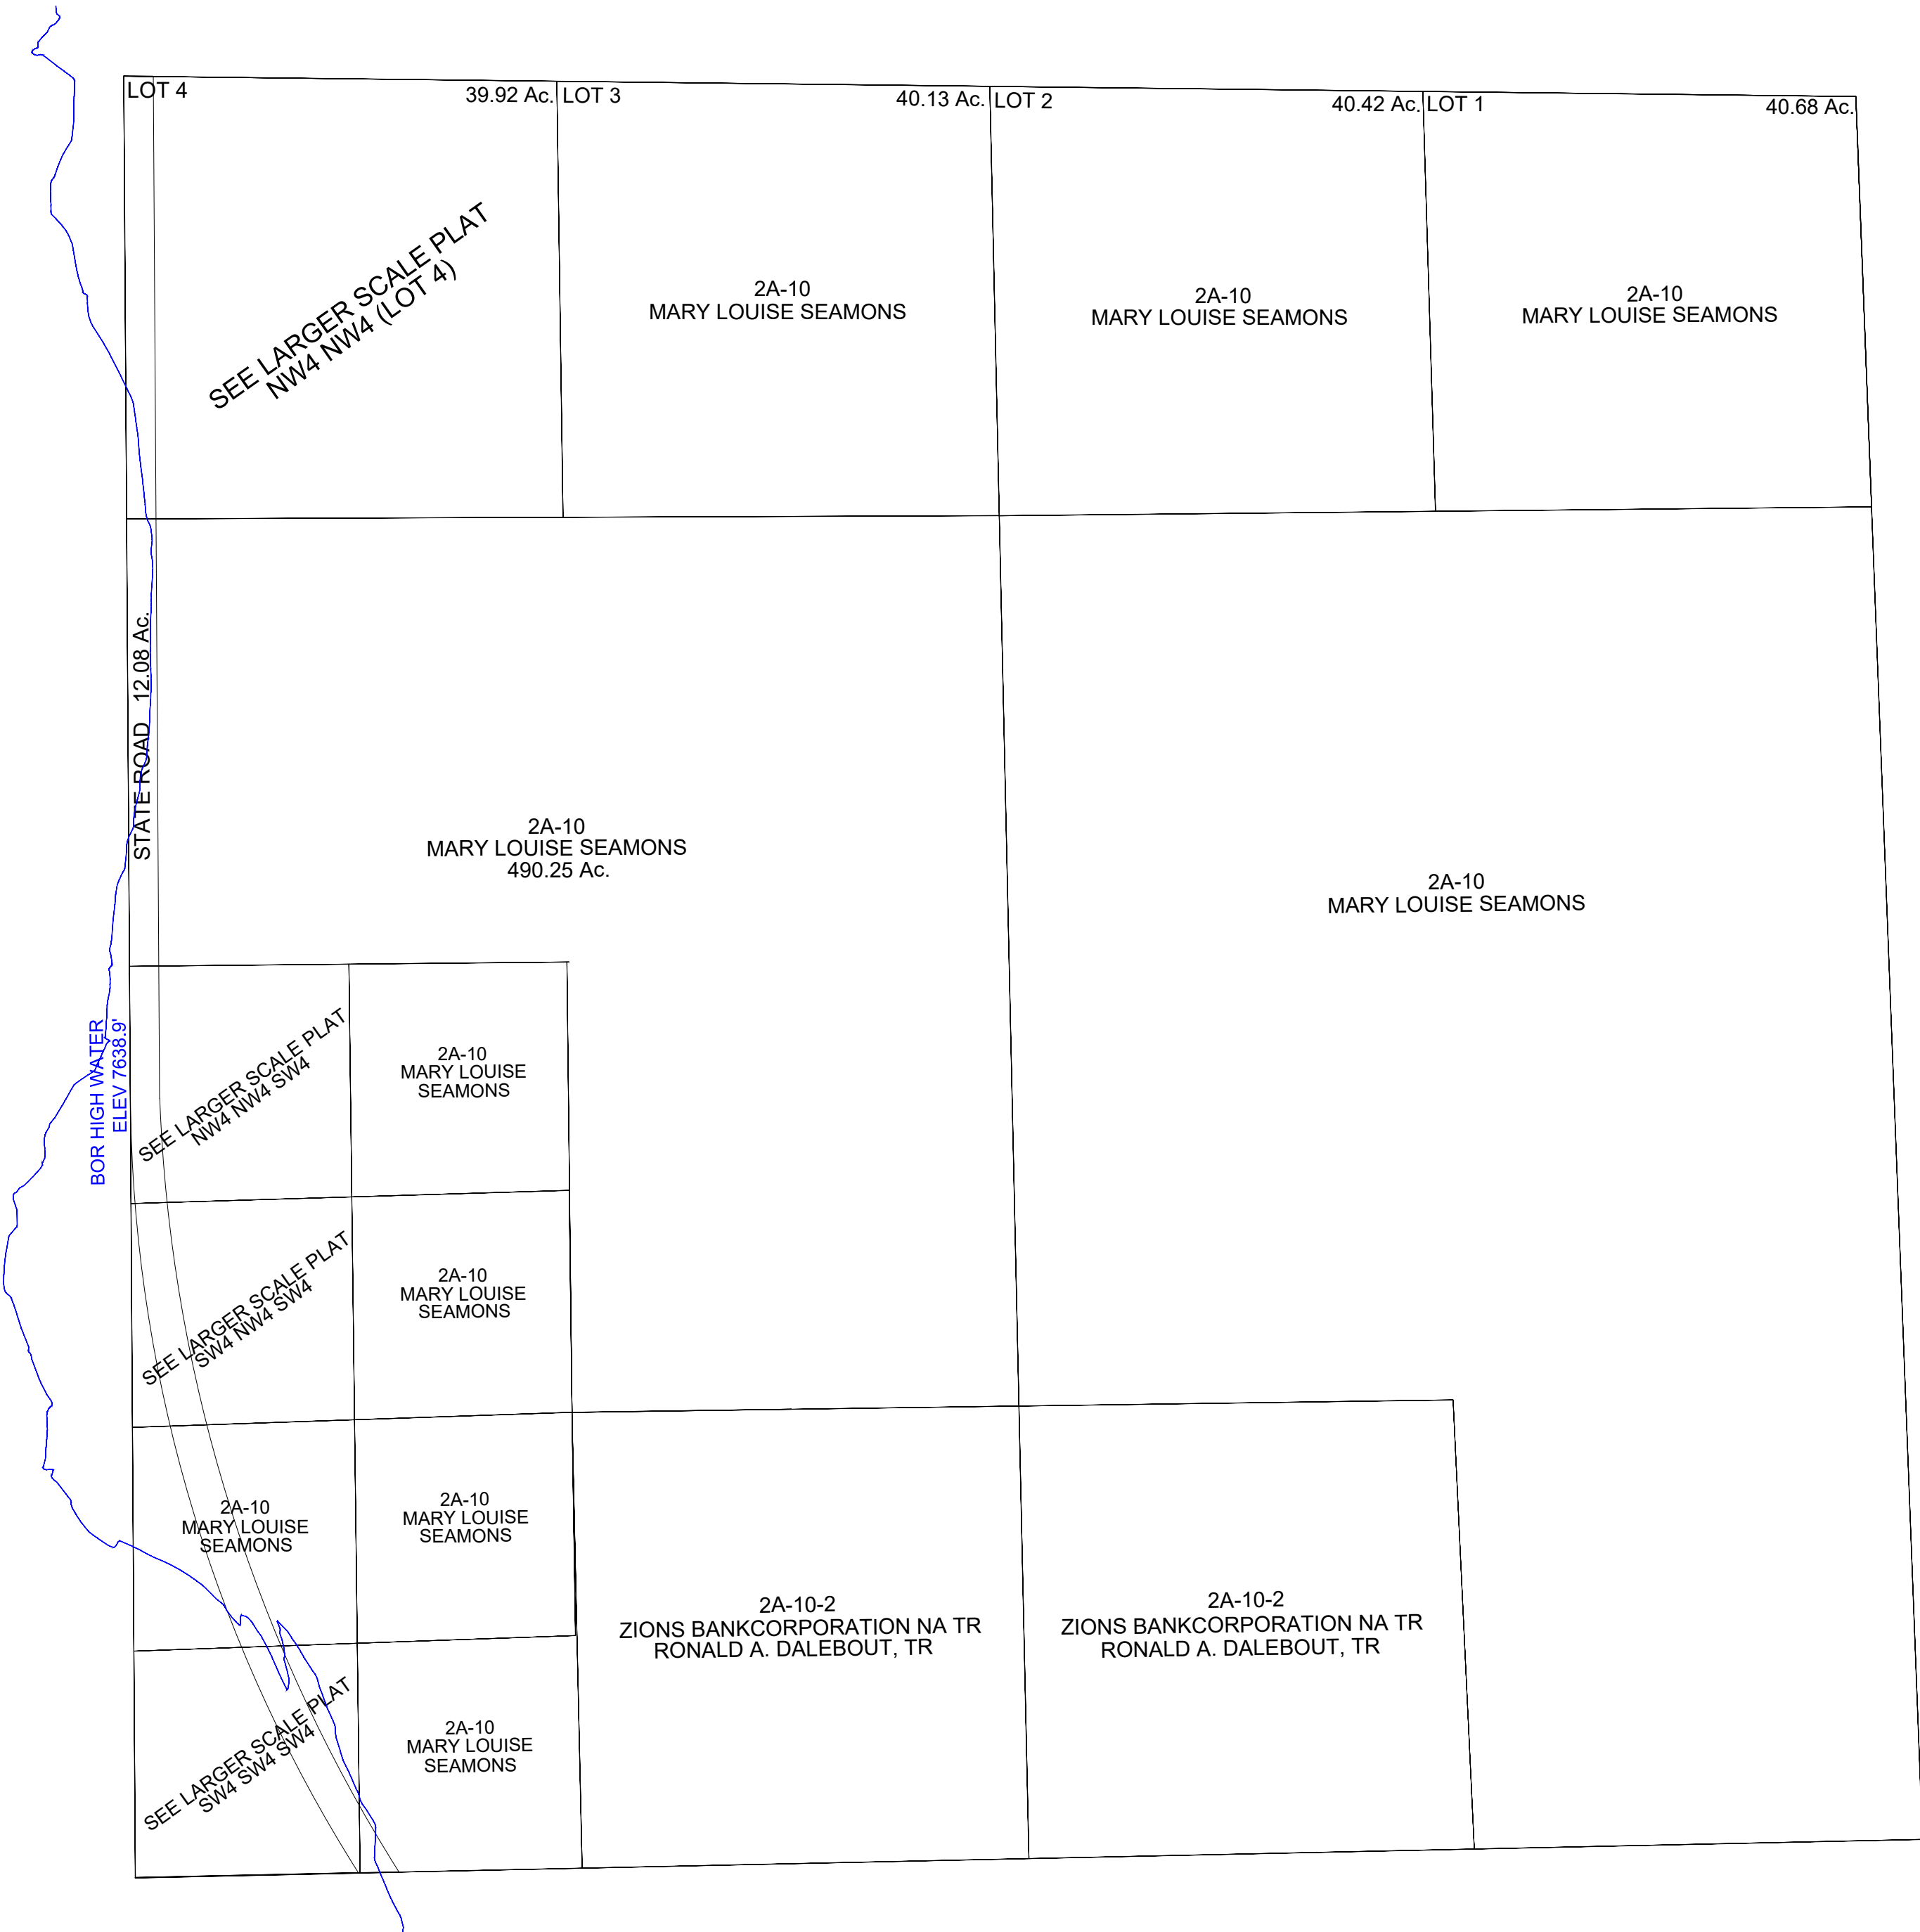 LOT 4
39.92 Ac.
LOT 3
40.13 Ac.
LOT 2
40.42 Ac.
LOT 1
40.68 Ac.
SEE LARGER SCALE PLAT
NW4 NW4 (LOT 4)
2A-10
MARY LOUISE SEAMONS
2A-10
MARY LOUISE SEAMONS
2A-10
MARY LOUISE SEAMONS
STATE ROAD 12.08 Ac.
2A-10
MARY LOUISE SEAMONS
490.25 Ac.
2A-10
MARY LOUISE SEAMONS
BOR HIGH WATER
ELEV 7638.9'
SEE LARGER SCALE PLAT
NW4 NW4 SW4
2A-10
MARY LOUISE
SEAMONS
SEE LARGER SCALE PLAT
SW4 NW4 SW4
2A-10
MARY LOUISE
SEAMONS
2A-10
MARY LOUISE
SEAMONS
2A-10
MARY LOUISE
SEAMONS
2A-10-2
ZIONS BANKCORPORATION NA TR
RONALD A. DALEBOUT, TR
2A-10-2
ZIONS BANKCORPORATION NA TR
RONALD A. DALEBOUT, TR
SEE LARGER SCALE PLAT
SW4 SW4 SW4
2A-10
MARY LOUISE
SEAMONS